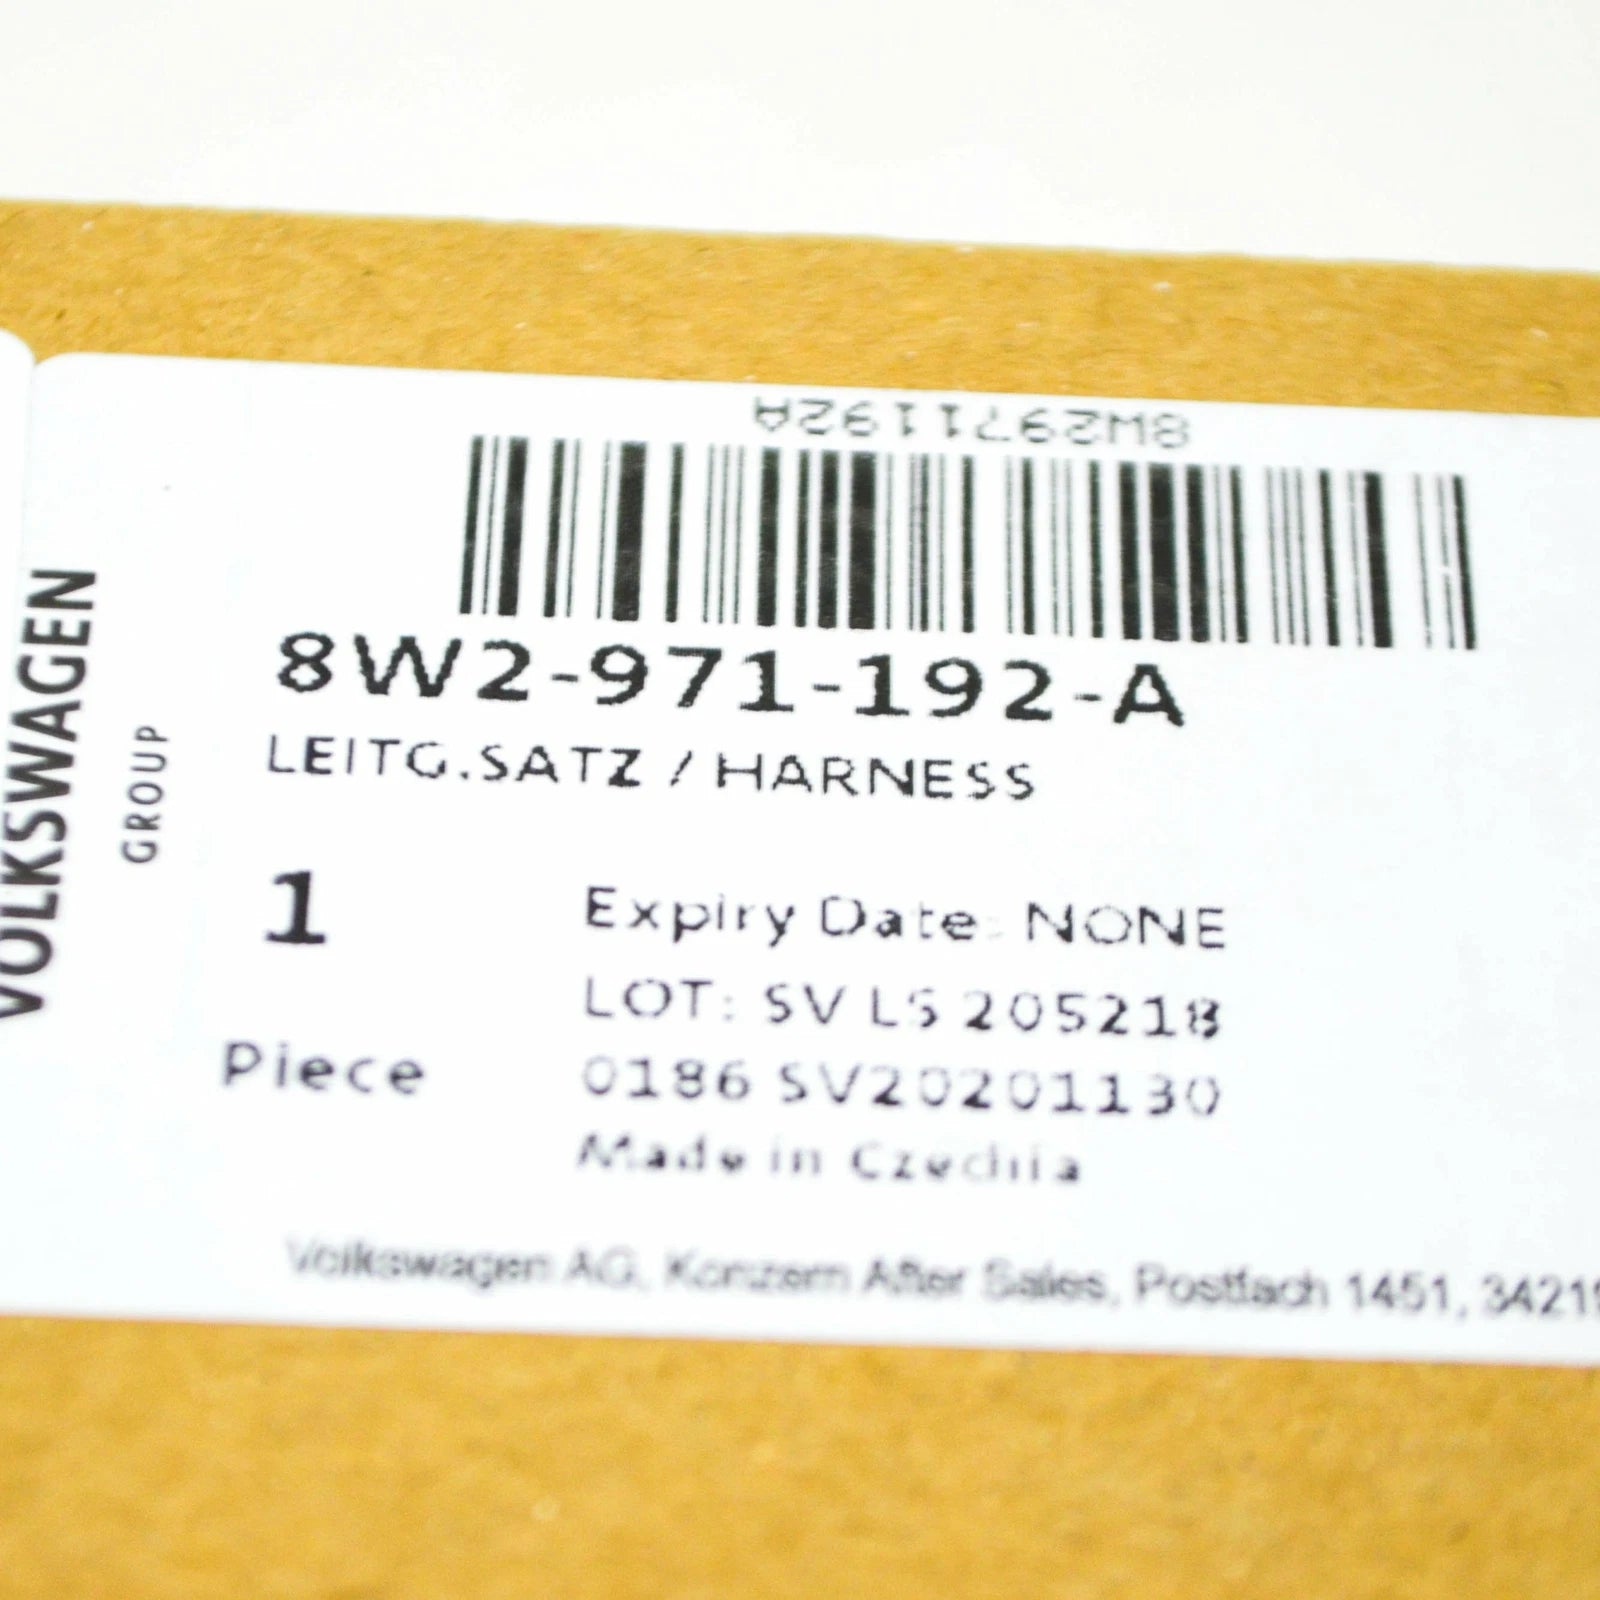 8W2971192A
8W2-971-192-A
LEITG.SATZ / HARNESS
1
Piece
Expiry Date: NONE
LOT: SV LS 205218
0186 SV20201130
Made in Czechia
Volkswagen AG, Konzern After Sales, Postfach 1451, 3421
VOLKSWAGEN
GROUP